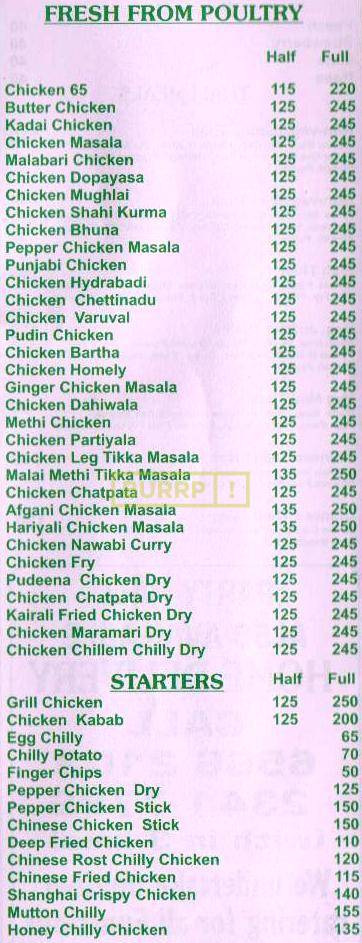 FRESH FROM POULTRY
Half Full
Chicken 65 115 220
Butter Chicken 125 245
Kadai Chicken 125 245
Chicken Masala 125 245
Malabari Chicken 125 245
Chicken Dopayasa 125 245
Chicken Mughlai 125 245
Chicken Shahi Kurma 125 245
Chicken Bhuna 125 245
Pepper Chicken Masala 125 245
Punjabi Chicken 125 245
Chicken Hydrabadi 125 245
Chicken Chettinadu 125 245
Chicken Varuval 125 245
Pudin Chicken 125 245
Chicken Bartha 125 245
Chicken Homely 125 245
Ginger Chicken Masala 125 245
Chicken Dahiwala 125 245
Methi Chicken 125 245
Chicken Partiyala 125 245
Chicken Leg Tikka Masala 125 245
Malai Methi Tikka Masala 135 250
Chicken Chatpata 125 245
BURRP!
Afgani Chicken Masala 135 250
Hariyali Chicken Masala 135 250
Chicken Nawabi Curry 125 245
Chicken Fry 125 245
Pudeena Chicken Dry 125 245
Chicken Chatpata Dry 125 245
Kairali Fried Chicken Dry 125 245
Chicken Maramari Dry 125 245
Chicken Chillem Chilly Dry 125 245
STARTERS Half Full
Grill Chicken 125 250
Chicken Kabab 125 200
Egg Chilly 65
Chilly Potato 70
Finger Chips 50
Pepper Chicken Dry 125
Pepper Chicken Stick 150
Chinese Chicken Stick 150
Deep Fried Chicken 110
Chinese Rost Chilly Chicken 120
Chinese Fried Chicken 115
Shanghai Crispy Chicken 140
Mutton Chilly 155
Honey Chilly Chicken 135